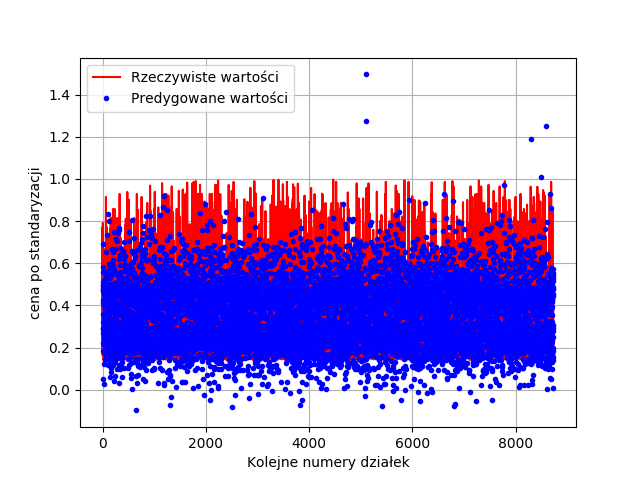 Rzeczywiste wartości
Predygowane wartości
cena po standaryzacji
1.4
1.2
1.0
0.8
0.6
0.4
0.2
0.0
0 2000 4000 6000 8000
Kolejne numery działek